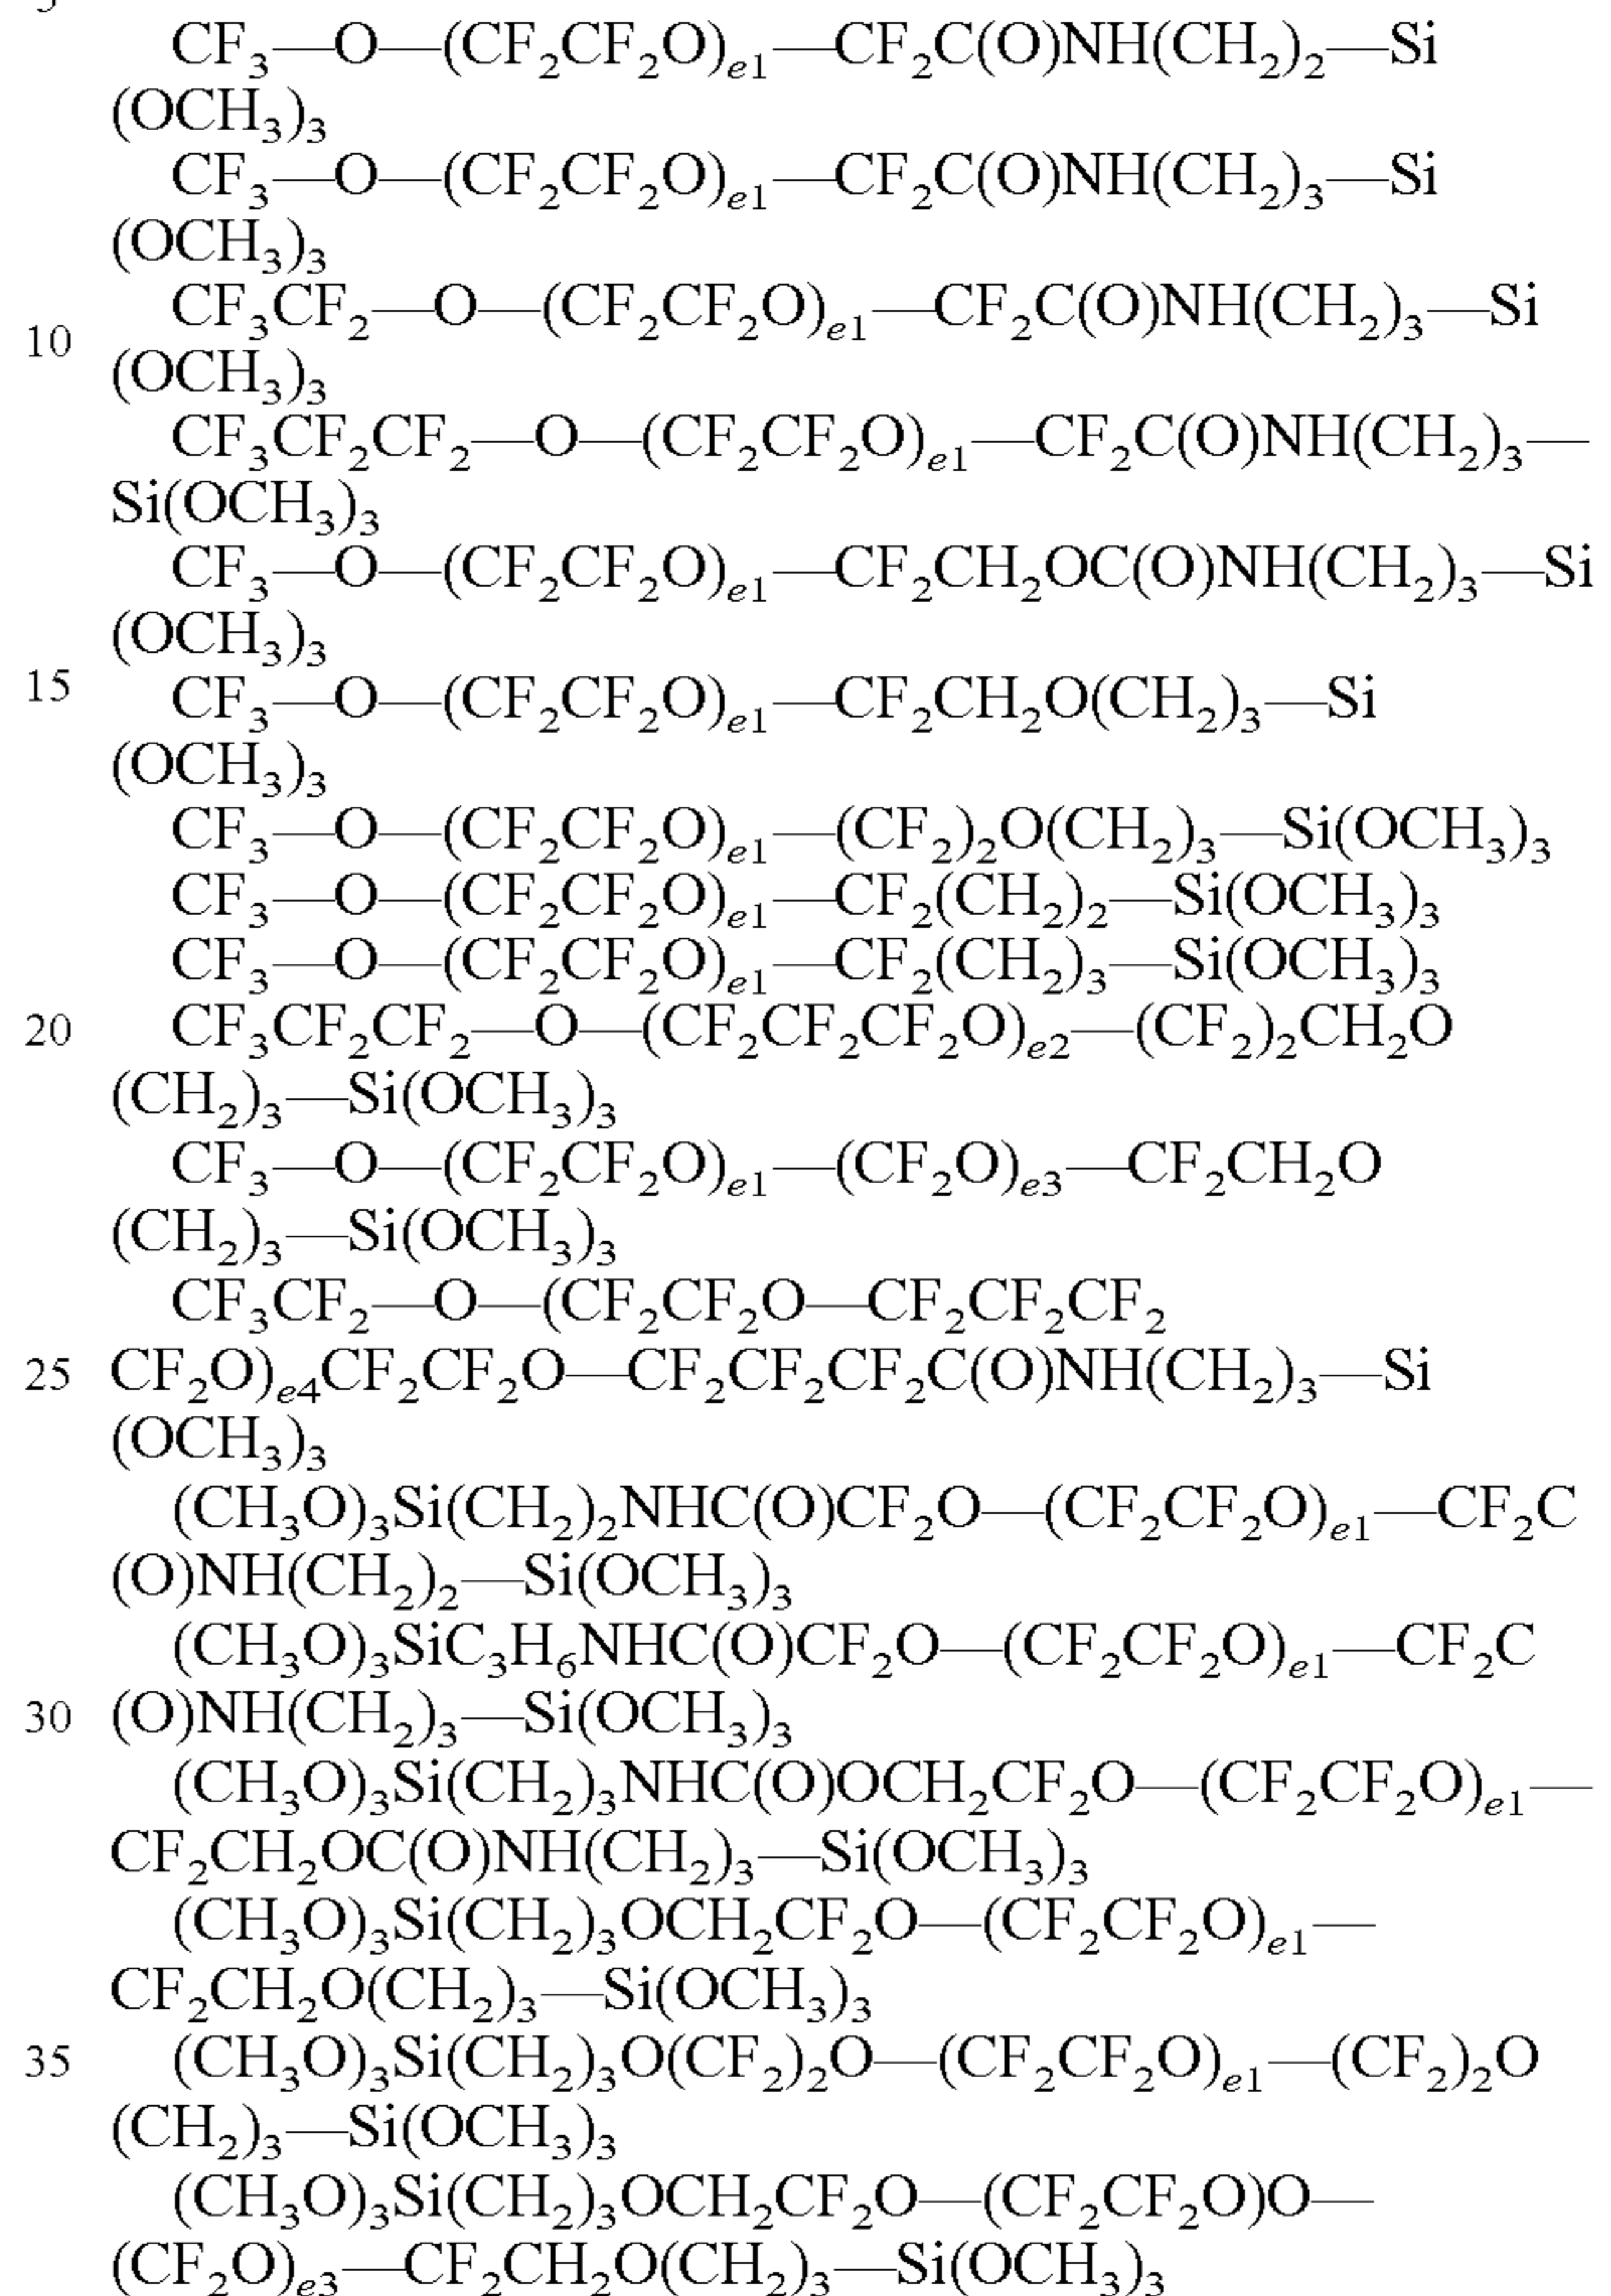 5
CF₃—O—(CF₂CF₂O)ₑ₁—CF₂C(O)NH(CH₂)₂—Si
(OCH₃)₃
CF₃—O—(CF₂CF₂O)ₑ₁—CF₂C(O)NH(CH₂)₃—Si
(OCH₃)₃
CF₃CF₂—O—(CF₂CF₂O)ₑ₁—CF₂C(O)NH(CH₂)₃—Si
10
(OCH₃)₃
CF₃CF₂CF₂—O—(CF₂CF₂O)ₑ₁—CF₂C(O)NH(CH₂)₃—
Si(OCH₃)₃
CF₃—O—(CF₂CF₂O)ₑ₁—CF₂CH₂OC(O)NH(CH₂)₃—Si
(OCH₃)₃
15
CF₃—O—(CF₂CF₂O)ₑ₁—CF₂CH₂O(CH₂)₃—Si
(OCH₃)₃
CF₃—O—(CF₂CF₂O)ₑ₁—(CF₂)₂O(CH₂)₃—Si(OCH₃)₃
CF₃—O—(CF₂CF₂O)ₑ₁—CF₂(CH₂)₂—Si(OCH₃)₃
CF₃—O—(CF₂CF₂O)ₑ₁—CF₂(CH₂)₃—Si(OCH₃)₃
20 CF₃CF₂CF₂—O—(CF₂CF₂CF₂O)ₑ₂—(CF₂)₂CH₂O
(CH₂)₃—Si(OCH₃)₃
CF₃—O—(CF₂CF₂O)ₑ₁—(CF₂O)ₑ₃—CF₂CH₂O
(CH₂)₃—Si(OCH₃)₃
CF₃CF₂—O—(CF₂CF₂O—CF₂CF₂CF₂
25 CF₂O)ₑ₄CF₂CF₂O—CF₂CF₂CF₂C(O)NH(CH₂)₃—Si
(OCH₃)₃
(CH₃O)₃Si(CH₂)₂NHC(O)CF₂O—(CF₂CF₂O)ₑ₁—CF₂C
(O)NH(CH₂)₂—Si(OCH₃)₃
(CH₃O)₃SiC₃H₆NHC(O)CF₂O—(CF₂CF₂O)ₑ₁—CF₂C
30 (O)NH(CH₂)₃—Si(OCH₃)₃
(CH₃O)₃Si(CH₂)₃NHC(O)OCH₂CF₂O—(CF₂CF₂O)ₑ₁—
CF₂CH₂OC(O)NH(CH₂)₃—Si(OCH₃)₃
(CH₃O)₃Si(CH₂)₃OCH₂CF₂O—(CF₂CF₂O)ₑ₁—
CF₂CH₂O(CH₂)₃—Si(OCH₃)₃
35 (CH₃O)₃Si(CH₂)₃O(CF₂)₂O—(CF₂CF₂O)ₑ₁—(CF₂)₂O
(CH₂)₃—Si(OCH₃)₃
(CH₃O)₃Si(CH₂)₃OCH₂CF₂O—(CF₂CF₂O)O—
(CF₂O)ₑ₃—CF₂CH₂O(CH₂)₃—Si(OCH₃)₃